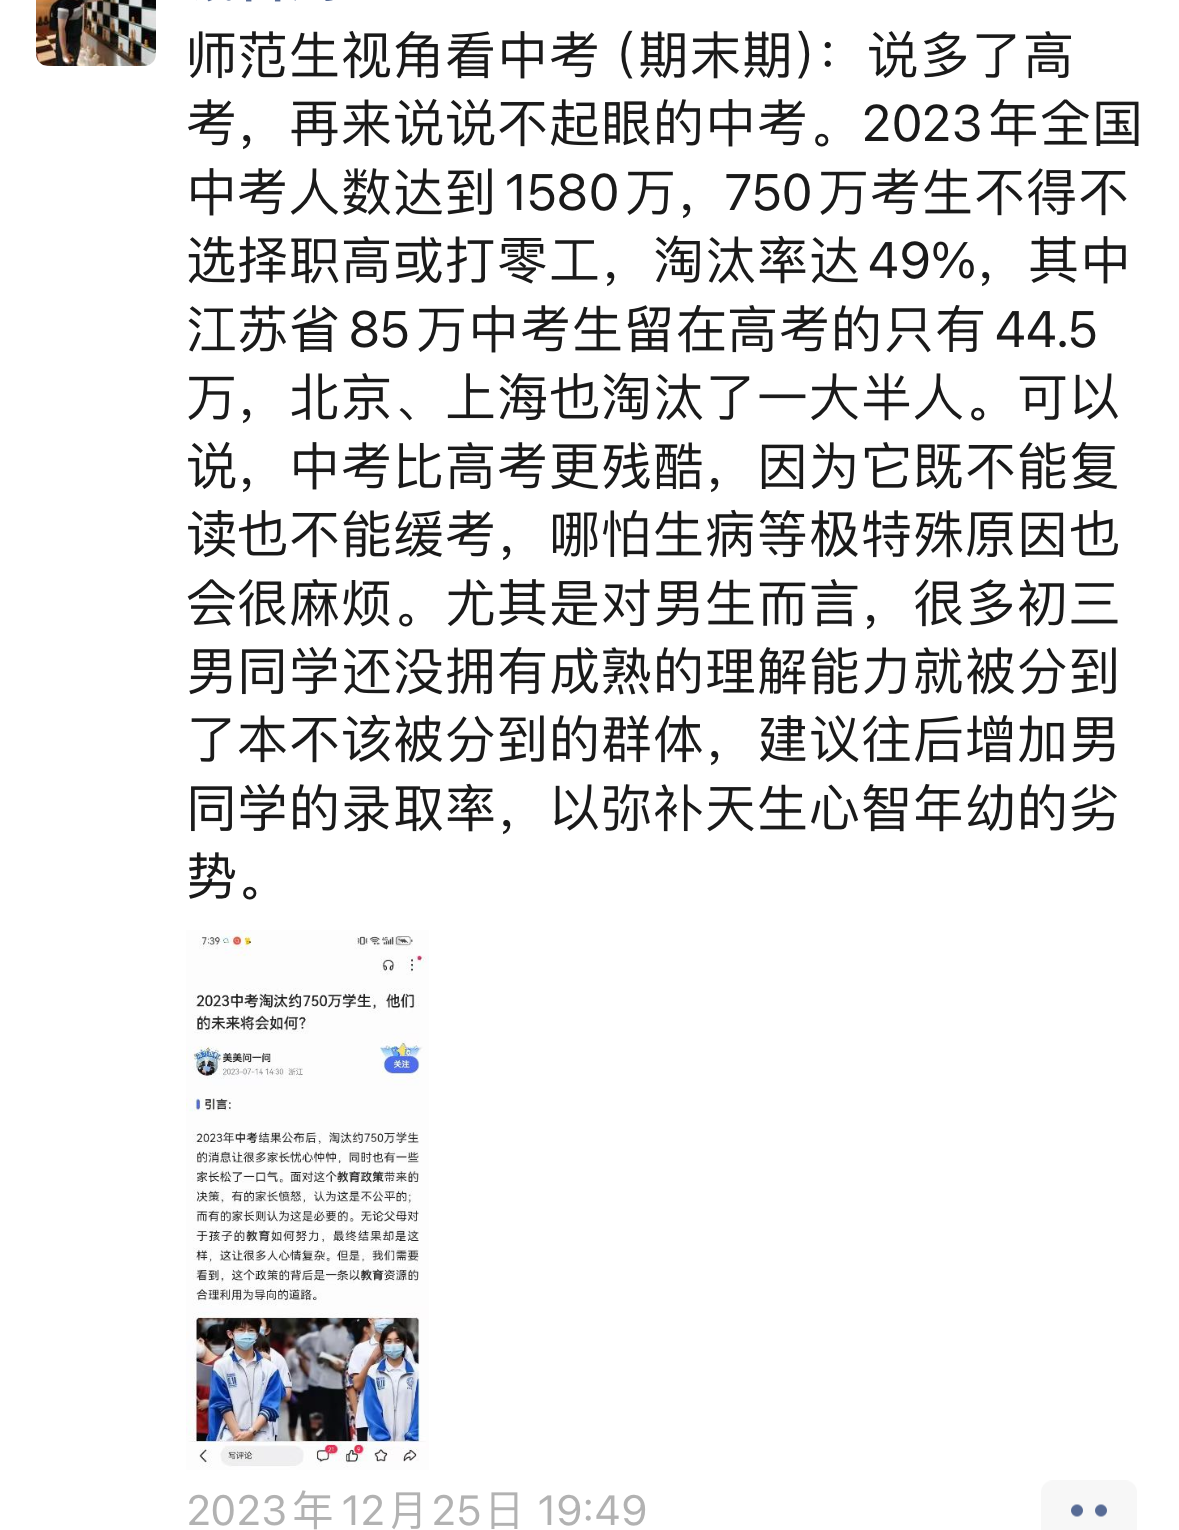 师范生视角看中考（期末期）：说多了高
考，再来说说不起眼的中考。2023年全国
中考人数达到1580万，750万考生不得不
选择职高或打零工，淘汰率达49%，其中
江苏省85万中考生留在高考的只有44.5
万，北京、上海也淘汰了一大半人。可以
说，中考比高考更残酷，因为它既不能复
读也不能缓考，哪怕生病等极特殊原因也
会很麻烦。尤其是对男生而言，很多初三
男同学还没拥有成熟的理解能力就被分到
了本不该被分到的群体，建议往后增加男
同学的录取率，以弥补天生心智年幼的劣
势。
7:39
2023中考淘汰约750万学生，他们
的未来将会如何？
美美问一问
2023-07-14 14:30 浙江
关注
引言：
2023年中考结果公布后，淘汰约750万学生
的消息让很多家长忧心忡忡，同时也有一些
家长松了一口气。面对这个教育政策带来的
决策，有的家长愤怒，认为这是不公平的；
而有的家长则认为这是必要的。无论父母对
于孩子的教育如何努力，最终结果却是这
样，这让很多人心情复杂。但是，我们需要
看到，这个政策的背后是一条以教育资源的
合理利用为导向的道路。
写评论
2023年12月25日 19:49